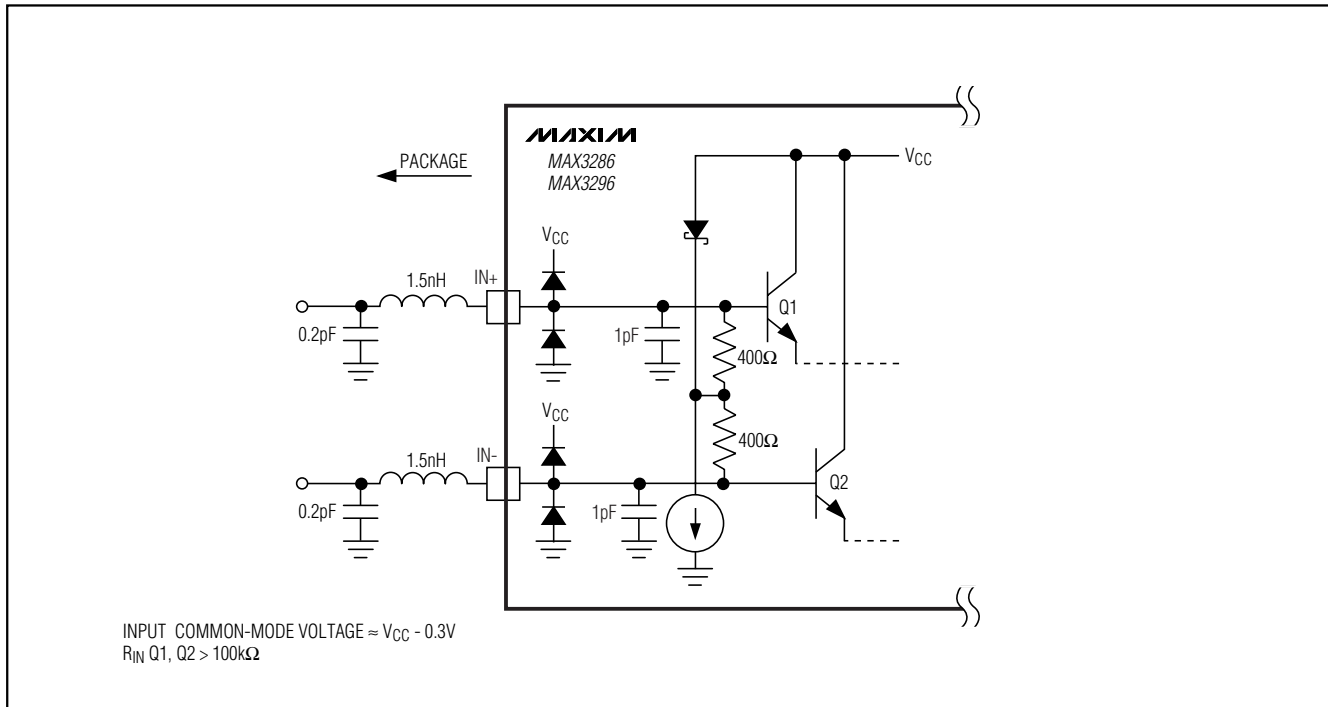 MAXIM
MAX3286
MAX3296
PACKAGE
VCC
VCC
1.5nH
IN+
Q1
0.2pF
1pF
400Ω
VCC
400Ω
1.5nH
IN-
Q2
0.2pF
1pF
INPUT COMMON-MODE VOLTAGE ≈ VCC - 0.3V
RIN Q1, Q2 > 100kΩ